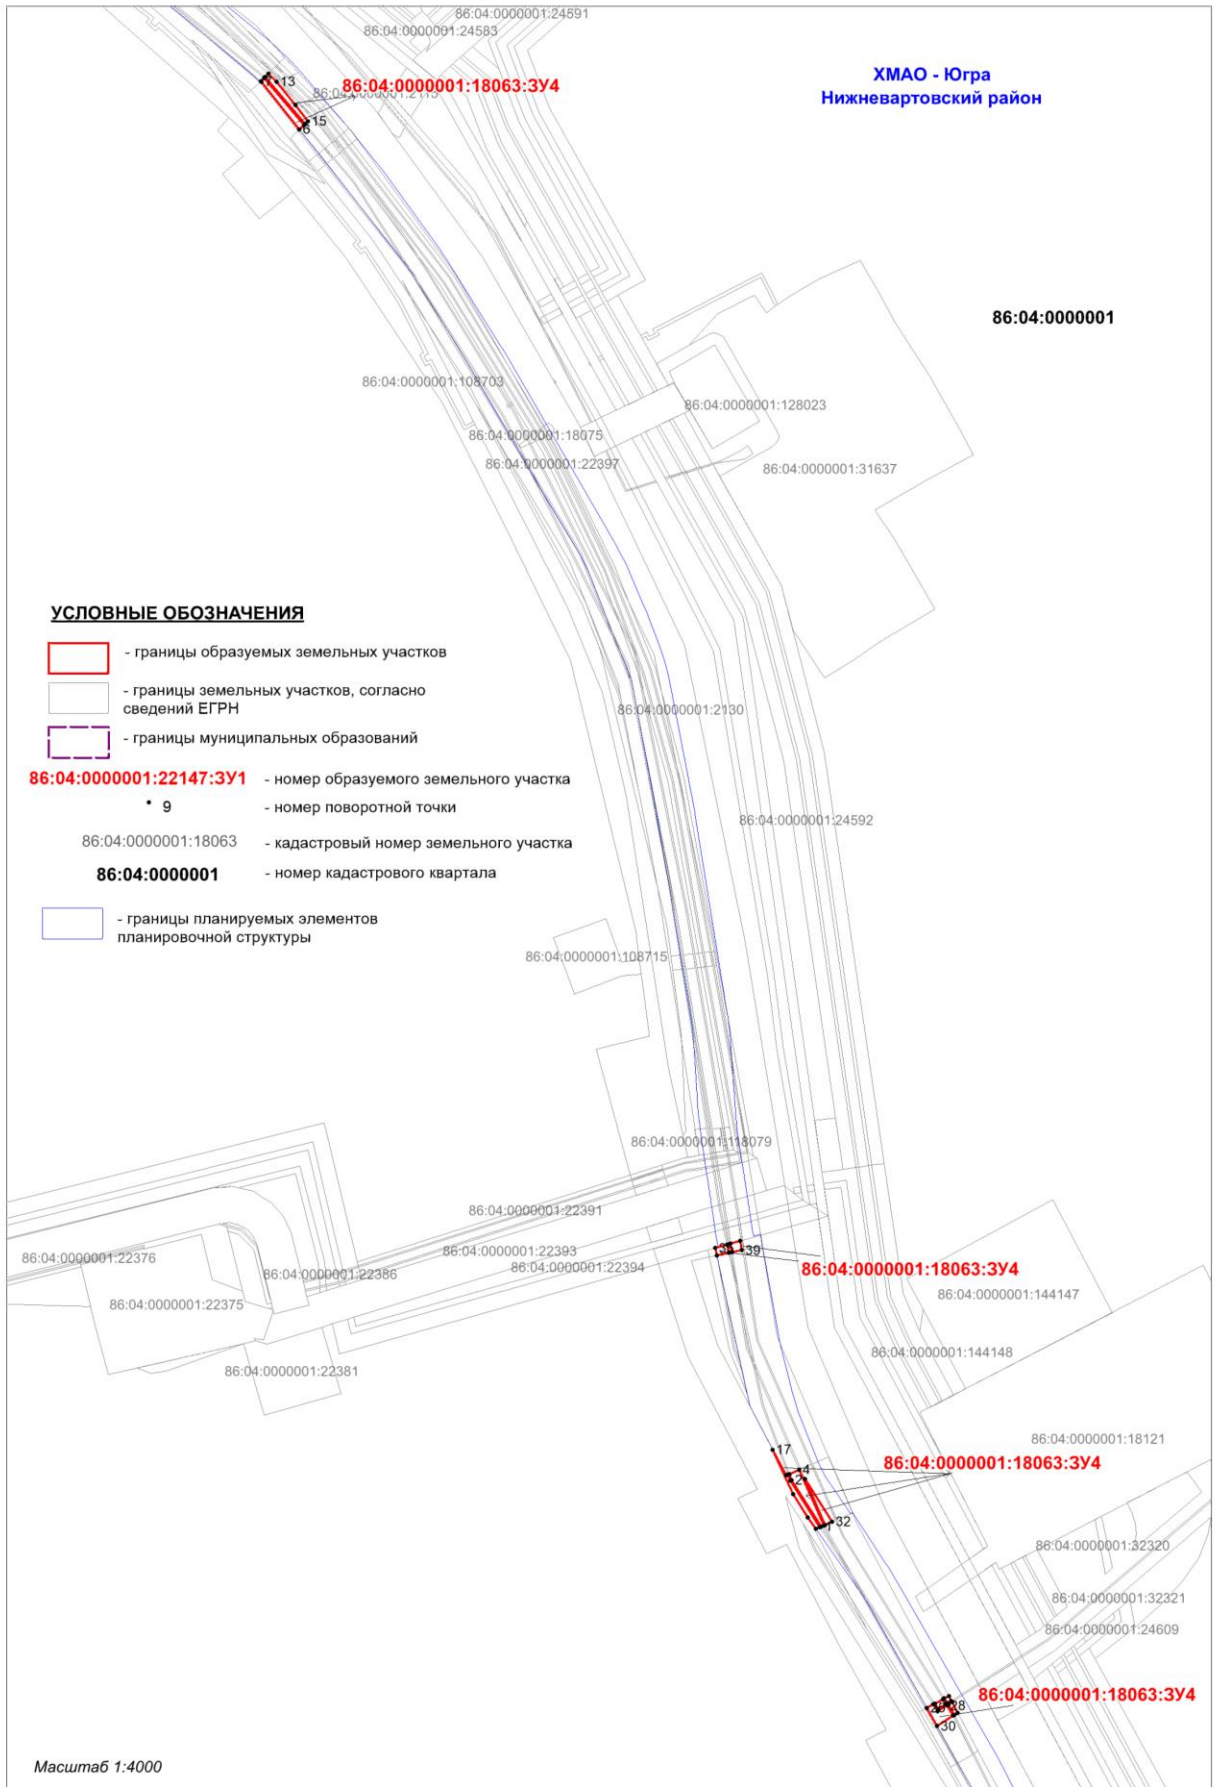 86:04:0000001:24591
86:04:0000001:24583
ХМАО - Югра
Нижневартовский район
13
86:04:0000001:18063:ЗУ4
15
6
86:04:0000001
86:04:0000001:108703
86:04:0000001:128023
86:04:0000001:18075
86:04:0000001:22397
86:04:0000001:31637
УСЛОВНЫЕ ОБОЗНАЧЕНИЯ
- границы образуемых земельных участков
- границы земельных участков, согласно
сведений ЕГРН
- границы муниципальных образований
86:04:0000001:22147:ЗУ1 - номер образуемого земельного участка
9 - номер поворотной точки
86:04:0000001:18063 - кадастровый номер земельного участка
86:04:0000001 - номер кадастрового квартала
- границы планируемых элементов
планировочной структуры
86:04:0000001:2130
86:04:0000001:24592
86:04:0000001:108715
86:04:0000001:118079
86:04:0000001:22391
86:04:0000001:22393
86:04:0000001:22394
86:04:0000001:22376
86:04:0000001:22386
86:04:0000001:22375
86:04:0000001:22381
39
86:04:0000001:18063:ЗУ4
86:04:0000001:144147
86:04:0000001:144148
86:04:0000001:18121
17
4
2
86:04:0000001:18063:ЗУ4
1
32
86:04:0000001:32320
86:04:0000001:32321
86:04:0000001:24609
28
86:04:0000001:18063:ЗУ4
30
Масштаб 1:4000